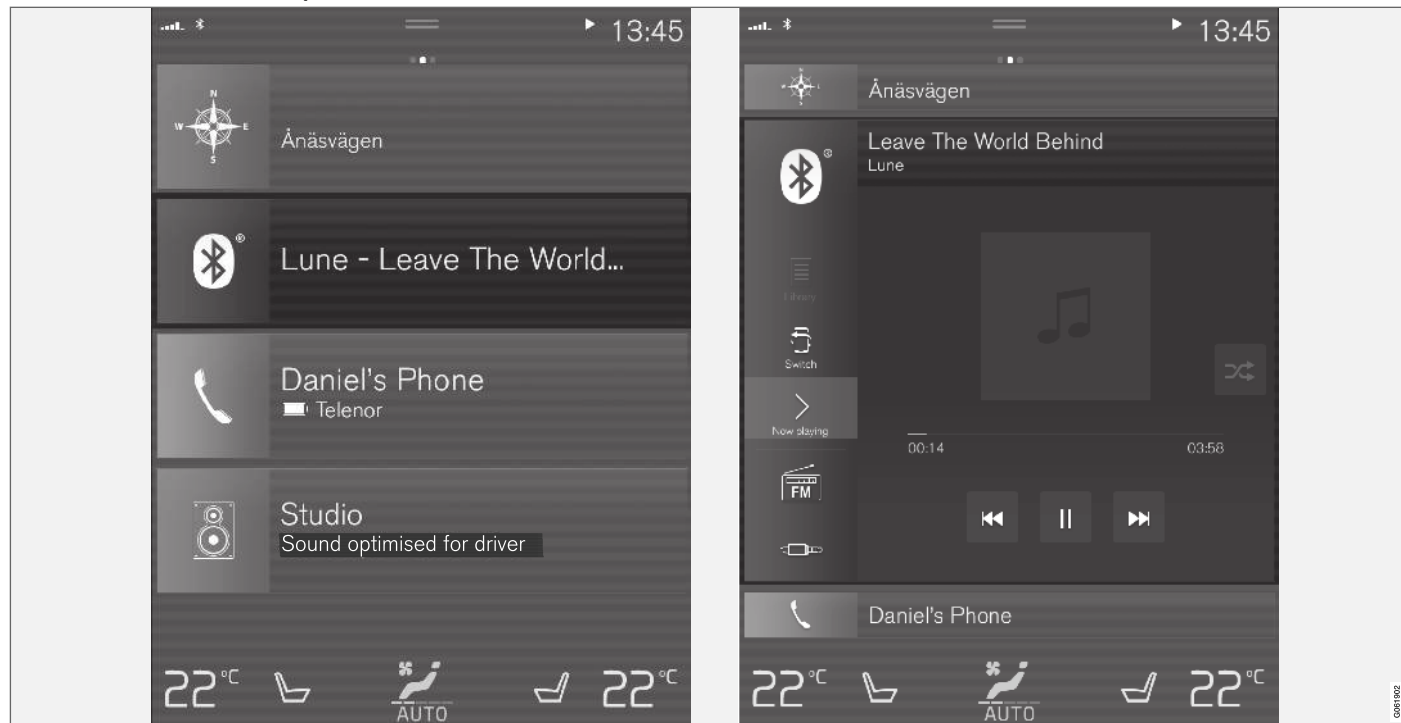 13:45
N
W E
S
Ånäsvägen
Lune - Leave The World...
Daniel's Phone
Telenor
Studio
Sound optimised for driver
22°C
AUTO
22°C
13:45
Ånäsvägen
Leave The World Behind
Lune
Library
Switch
Now playing
00:14
03:58
FM
Daniel's Phone
22°C
AUTO
22°C
G061902